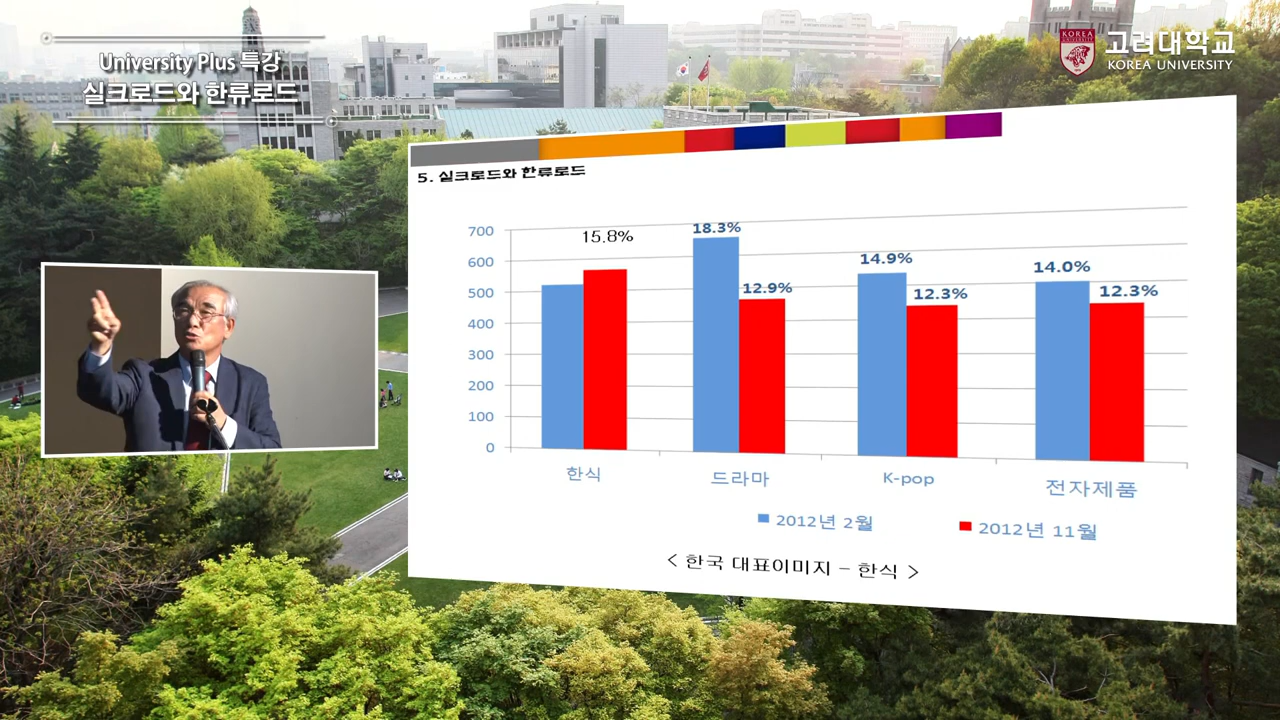 University Plus 특강
실크로드와 한류로드
KOREA
고려대학교
KOREA UNIVERSITY
5. 실크로드와 한류로드
700
600
500
400
300
200
100
0
15.8%
18.3%
12.9%
14.9%
12.3%
14.0%
12.3%
한식
드라마
K-pop
전자제품
2012년 2월
2012년 11월
< 한국 대표이미지 – 한식 >